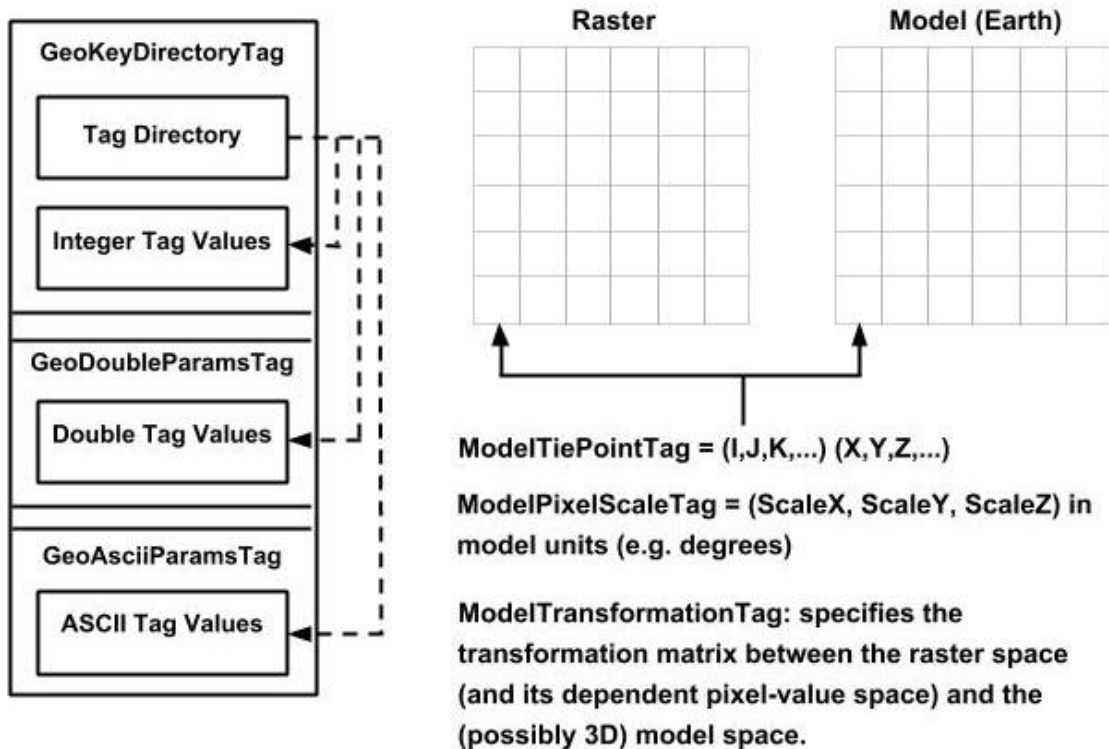 GeoKeyDirectoryTag
Tag Directory
Integer Tag Values
GeoDoubleParamsTag
Double Tag Values
GeoAsciiParamsTag
ASCII Tag Values
Raster
Model (Earth)
ModelTiePointTag = (I,J,K,...) (X,Y,Z,...)
ModelPixelScaleTag = (ScaleX, ScaleY, ScaleZ) in
model units (e.g. degrees)
ModelTransformationTag: specifies the
transformation matrix between the raster space
(and its dependent pixel-value space) and the
(possibly 3D) model space.